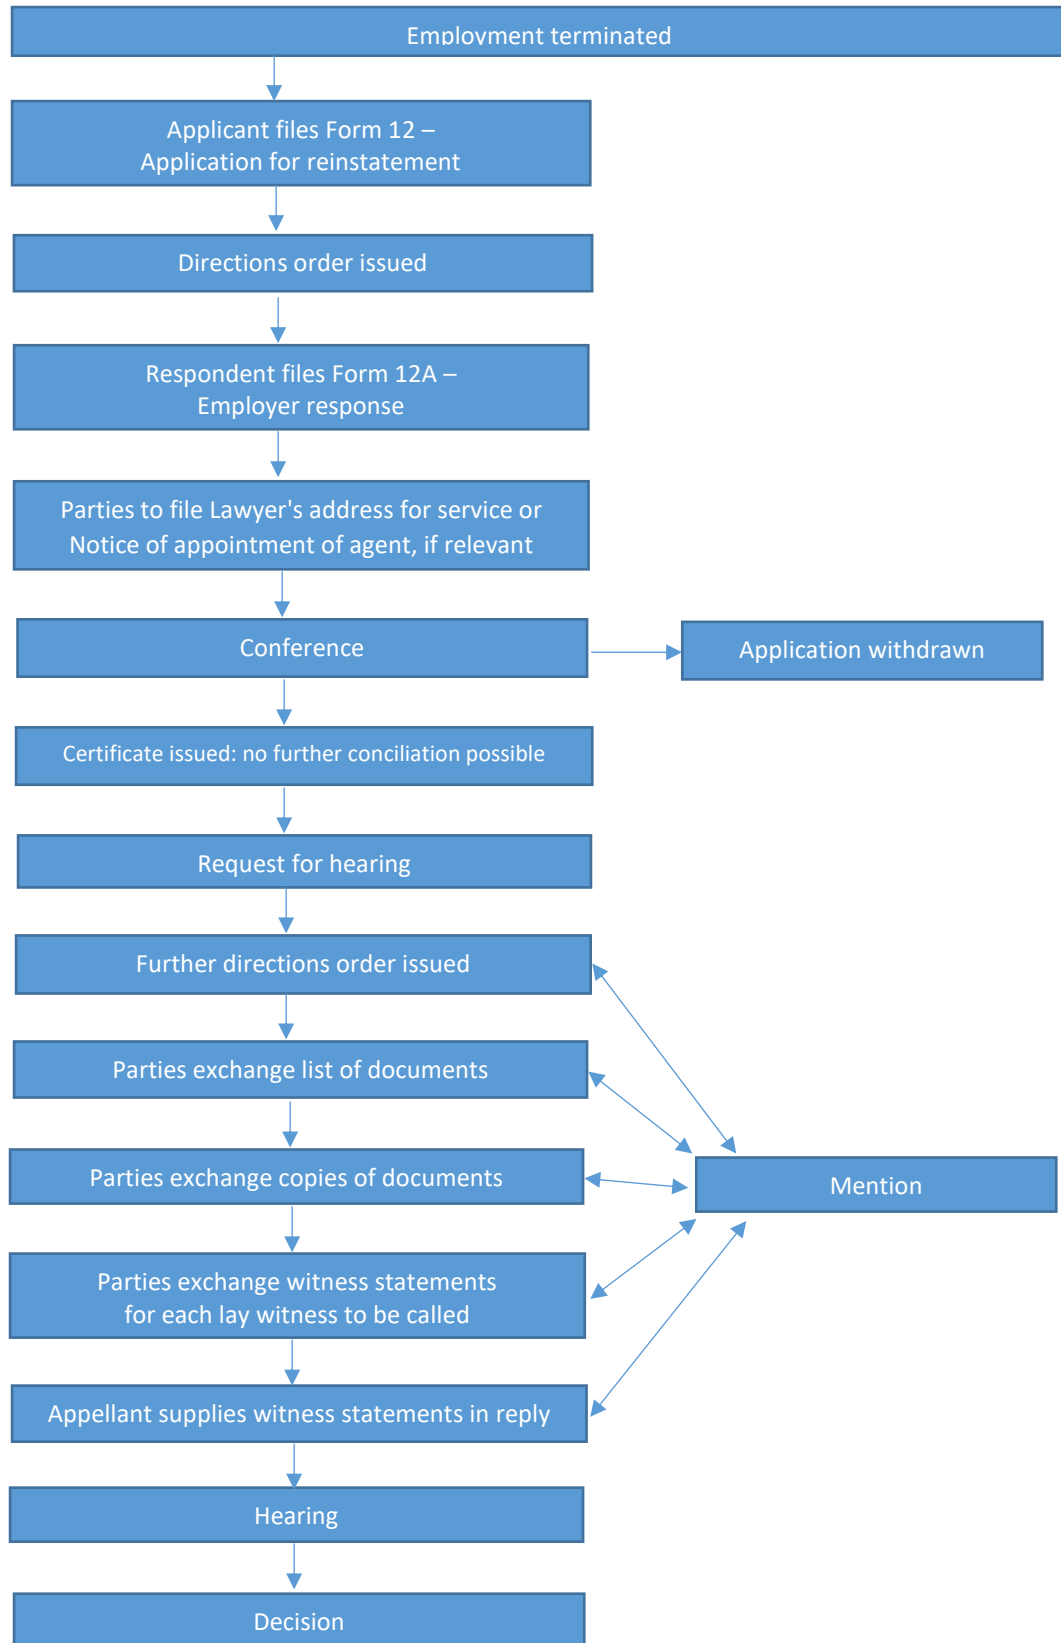 Employment terminated
Applicant files Form 12 –
Application for reinstatement
Directions order issued
Respondent files Form 12A –
Employer response
Parties to file Lawyer's address for service or
Notice of appointment of agent, if relevant
Conference
Application withdrawn
Certificate issued: no further conciliation possible
Request for hearing
Further directions order issued
Parties exchange list of documents
Parties exchange copies of documents
Mention
Parties exchange witness statements
for each lay witness to be called
Appellant supplies witness statements in reply
Hearing
Decision